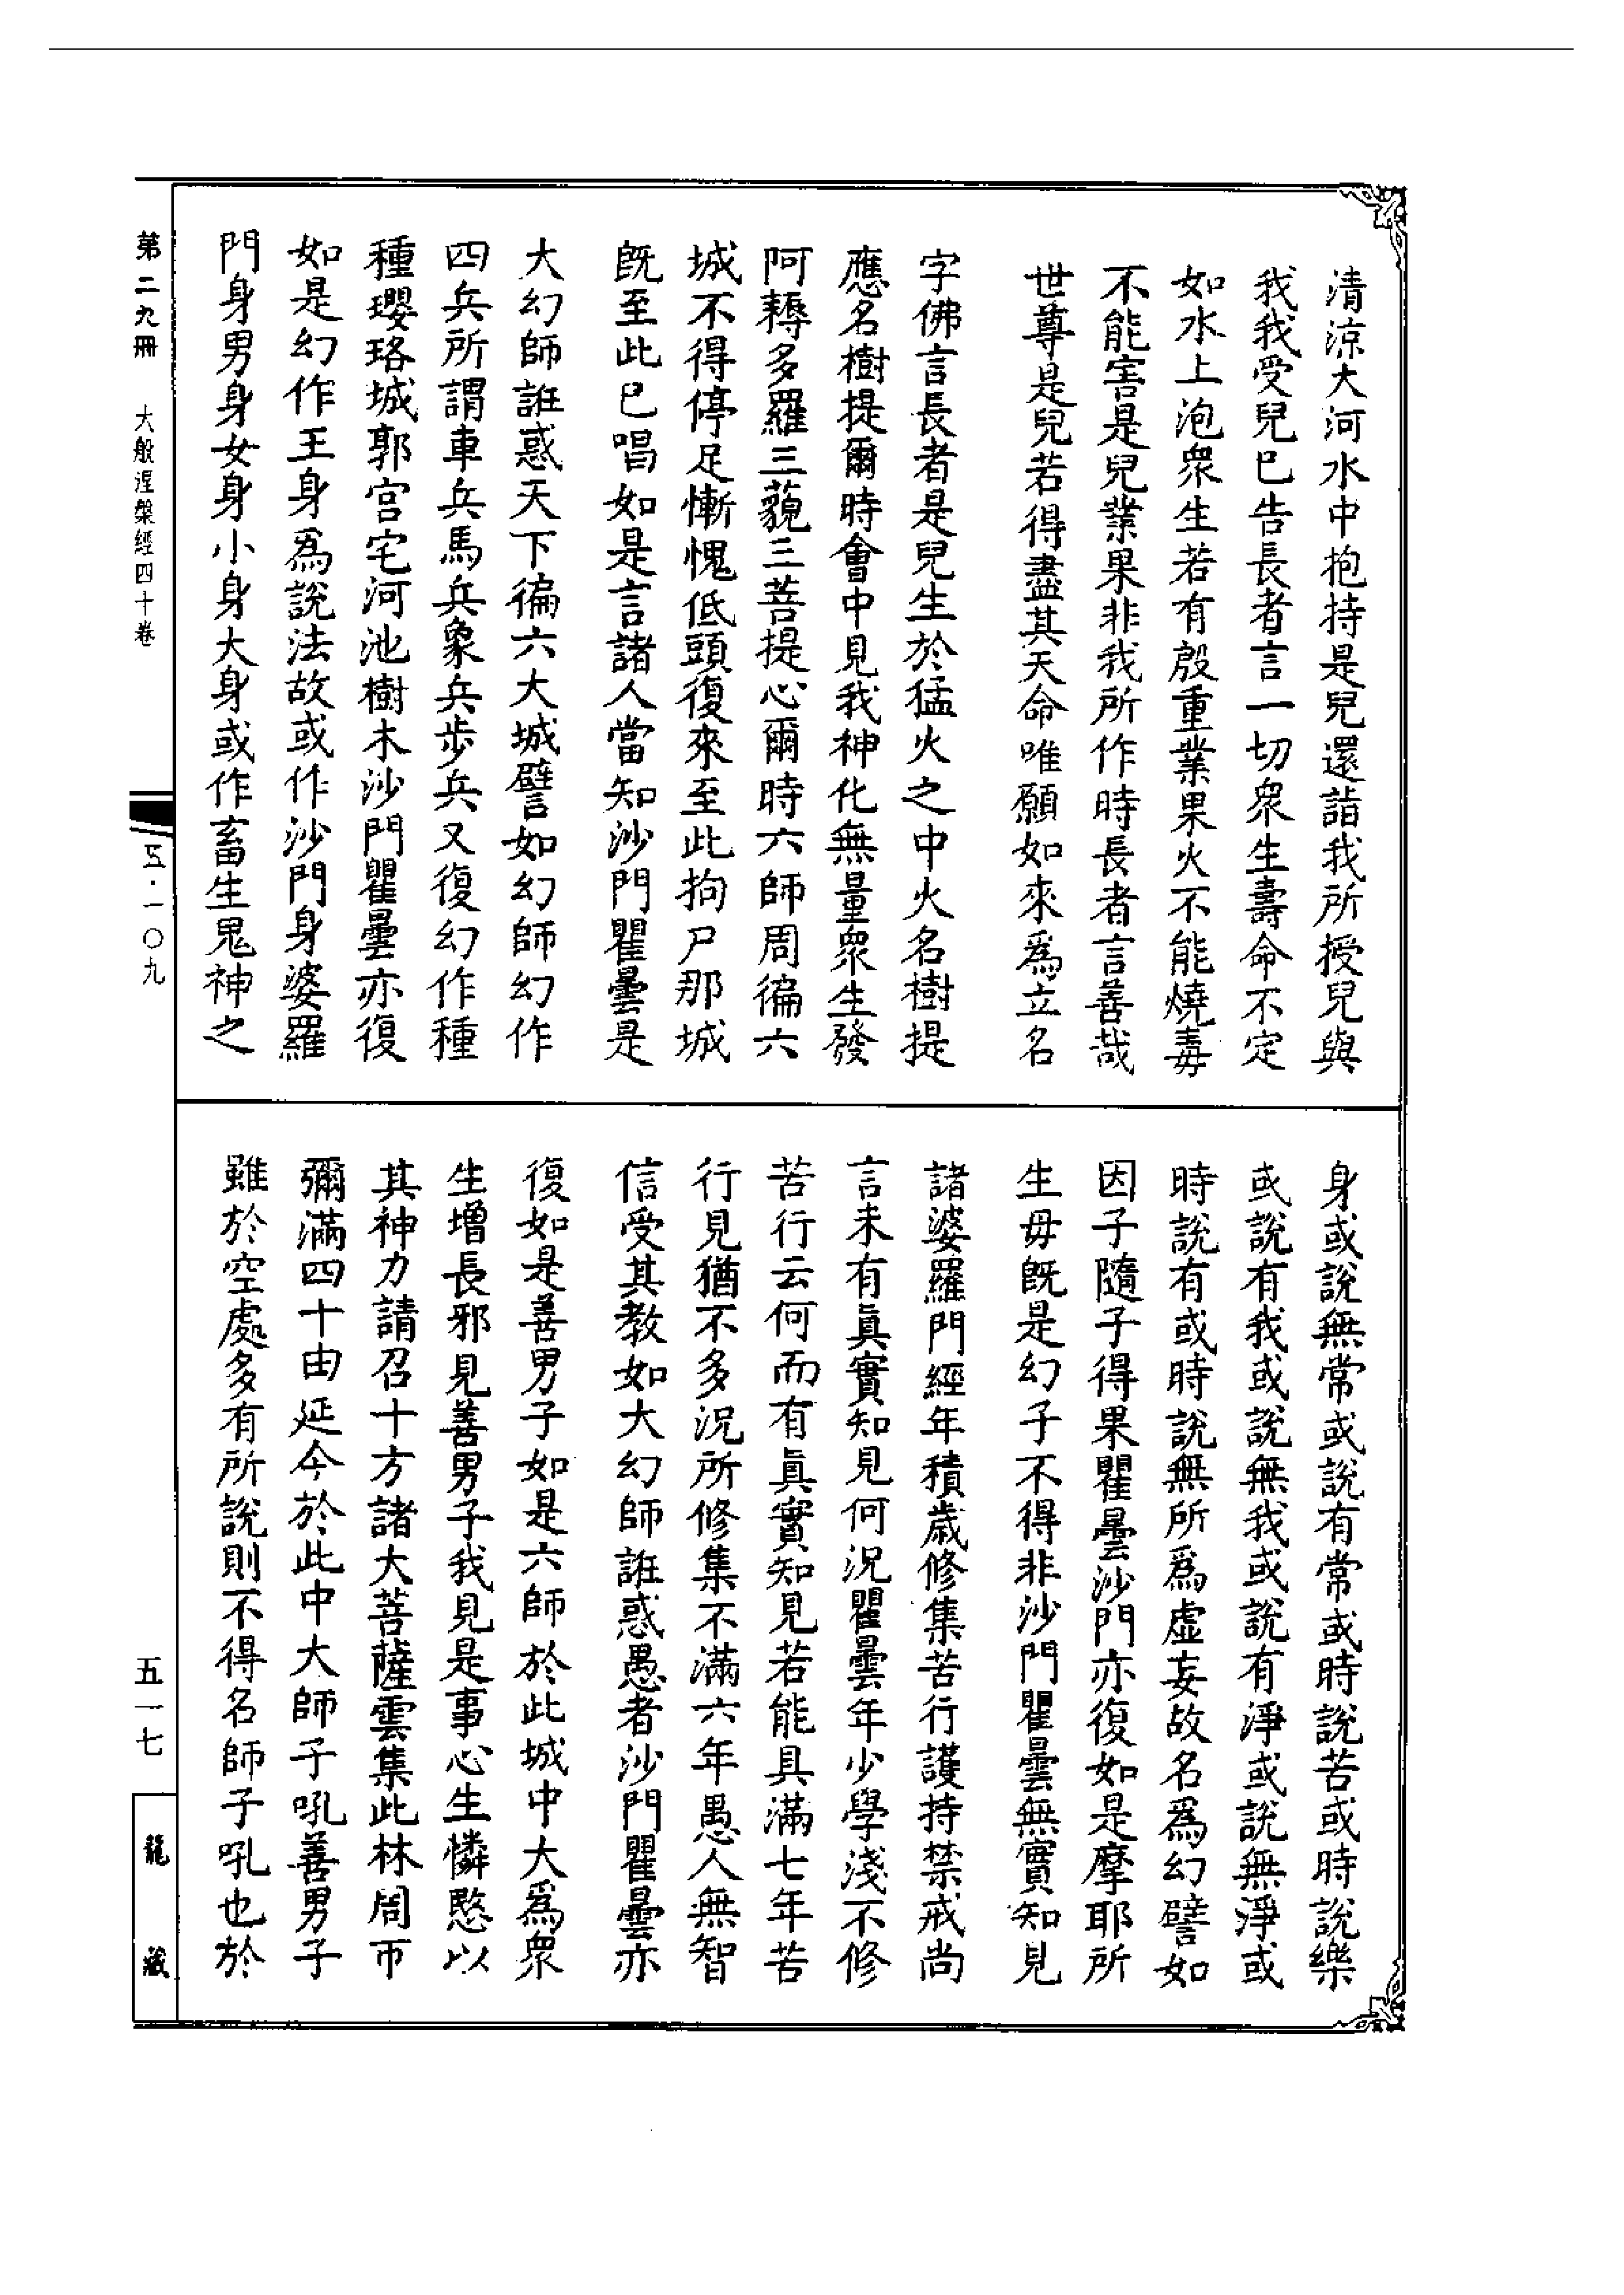 清涼大河水中抱持是兒還詣我所授兒與
我我受兒巳告長者言一切衆生壽命不定
如水上泡衆生若有殷重業果火不能燒毒
不能害是兒業果非我所作時長者言善哉
世尊是兒若得盡其天命唯願如來爲立名
字佛言長者是兒生於猛火之中火名樹提
應名樹提爾時會中見我神化無量衆生發
阿耨多羅三藐三菩提心爾時六師周徧六
城不得停足慚愧低頭復來至此拘尸那城
旣至此巳唱如是言諸人當知沙門瞿曇是
大幻師誑惑天下徧六大城譬如幻師幻作
四兵所謂車兵馬兵象兵步兵又復幻作種
種瓔珞城郭宮宅河池樹木沙門瞿曇亦復
如是幻作王身爲說法故或作沙門身婆羅
門身男身女身小身大身或作畜生鬼神之
身或說無常或說有常或時說苦或時說樂
或說有我或說無我或說有淨或說無淨或
時說有或時說無所爲虛妄故名爲幻譬如
因子隨子得果瞿曇沙門亦復如是摩耶所
生毋旣是幻子不得非沙門瞿曇無實知見
諸婆羅門經年積歲修集苦行護持禁戒尚
言未有眞實知見何況瞿曇年少學淺不修
苦行云何而有眞實知見若能具滿七年苦
行見猶不多況所修集不滿六年愚人無智
信受其教如大幻師誑惑愚者沙門瞿曇亦
復如是善男子如是六師於此城中大爲衆
生增長邪見善男子我見是事心生憐愍以
其神力請召十方諸大菩薩雲集此林周帀
彌滿四十由延今於此中大師子吼善男子
雖於空處多有所說則不得名師子吼也於
第二九冊 大般涅槃經四十卷
五·一〇九
五一七
龍藏